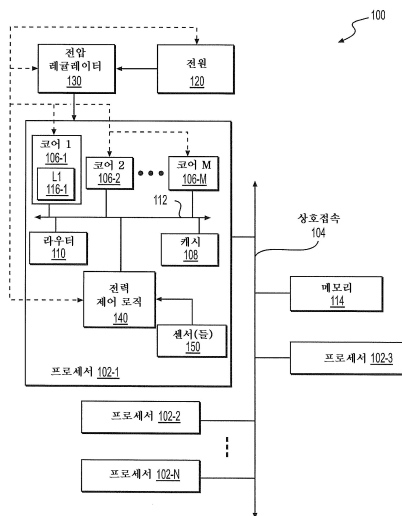 100
전압
레귤레이터
130
전원
120
코어 1
106-1
L1
116-1
코어 2
106-2
코어 M
106-M
112
라우터
110
캐시
108
전력
제어 로직
140
센서(들)
150
프로세서 102-1
상호접속
104
메모리
114
프로세서 102-3
프로세서 102-2
프로세서 102-N